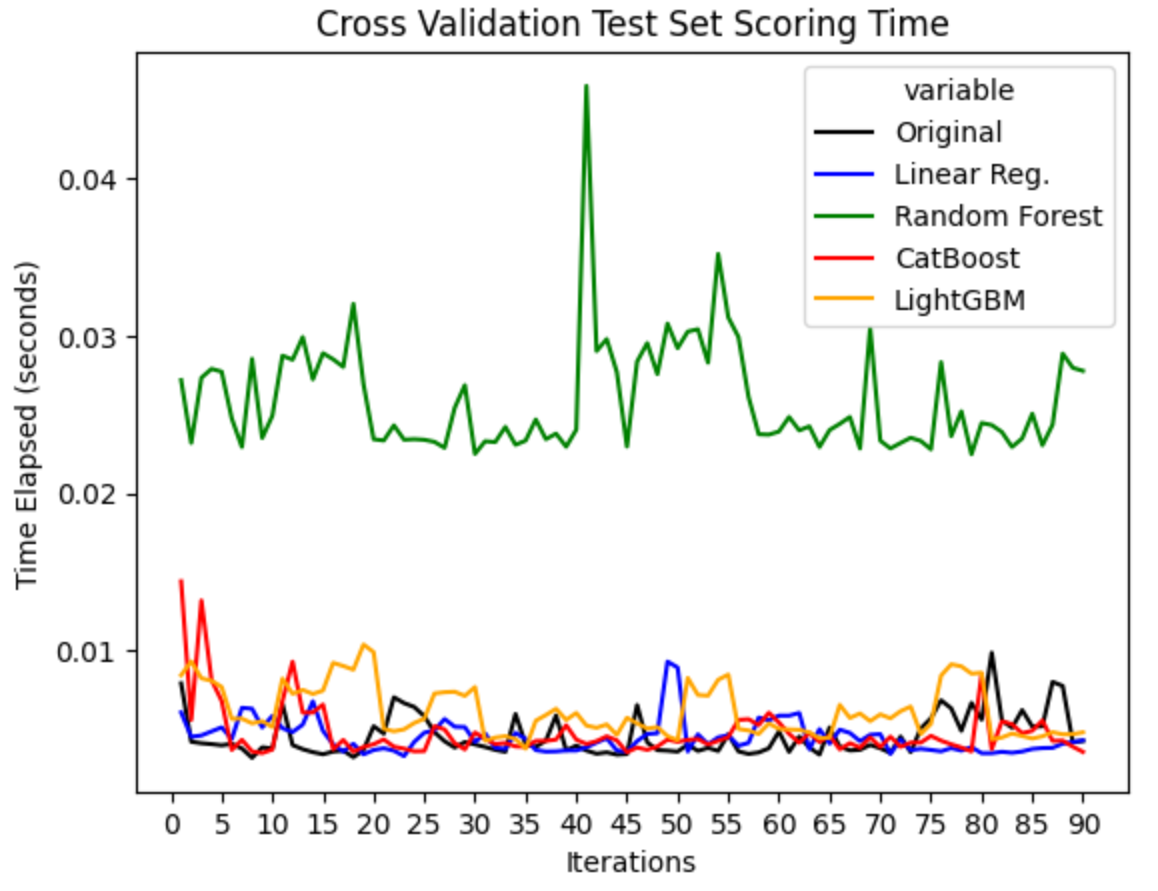 Cross Validation Test Set Scoring Time
variable
Original
Linear Reg.
Random Forest
CatBoost
LightGBM
Time Elapsed (seconds)
0.04
0.03
0.02
0.01
0 5 10 15 20 25 30 35 40 45 50 55 60 65 70 75 80 85 90
Iterations